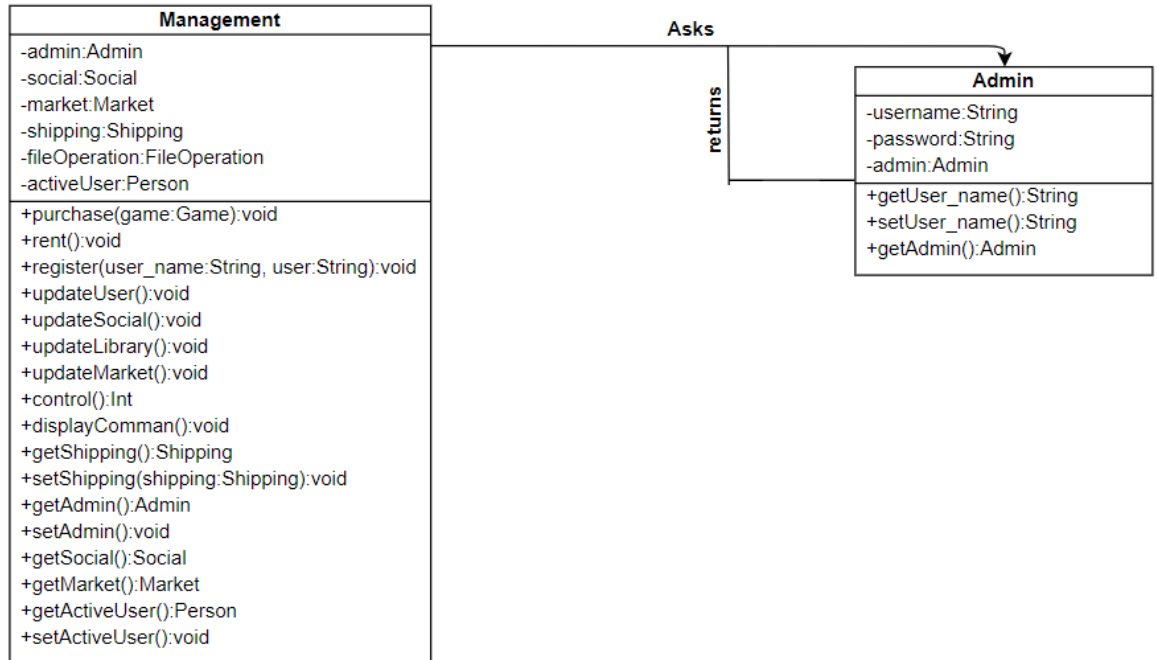 Management
-admin:Admin
-social:Social
-market:Market
-shipping:Shipping
-fileOperation:FileOperation
-activeUser:Person
+purchase(game:Game):void
+rent():void
+register(user_name:String, user:String):void
+updateUser():void
+updateSocial():void
+updateLibrary():void
+updateMarket():void
+control():Int
+displayComman():void
+getShipping():Shipping
+setShipping(shipping:Shipping):void
+getAdmin():Admin
+setAdmin():void
+getSocial():Social
+getMarket():Market
+getActiveUser():Person
+setActiveUser():void
Asks
returns
Admin
-username:String
-password:String
-admin:Admin
+getUser_name():String
+setUser_name():String
+getAdmin():Admin